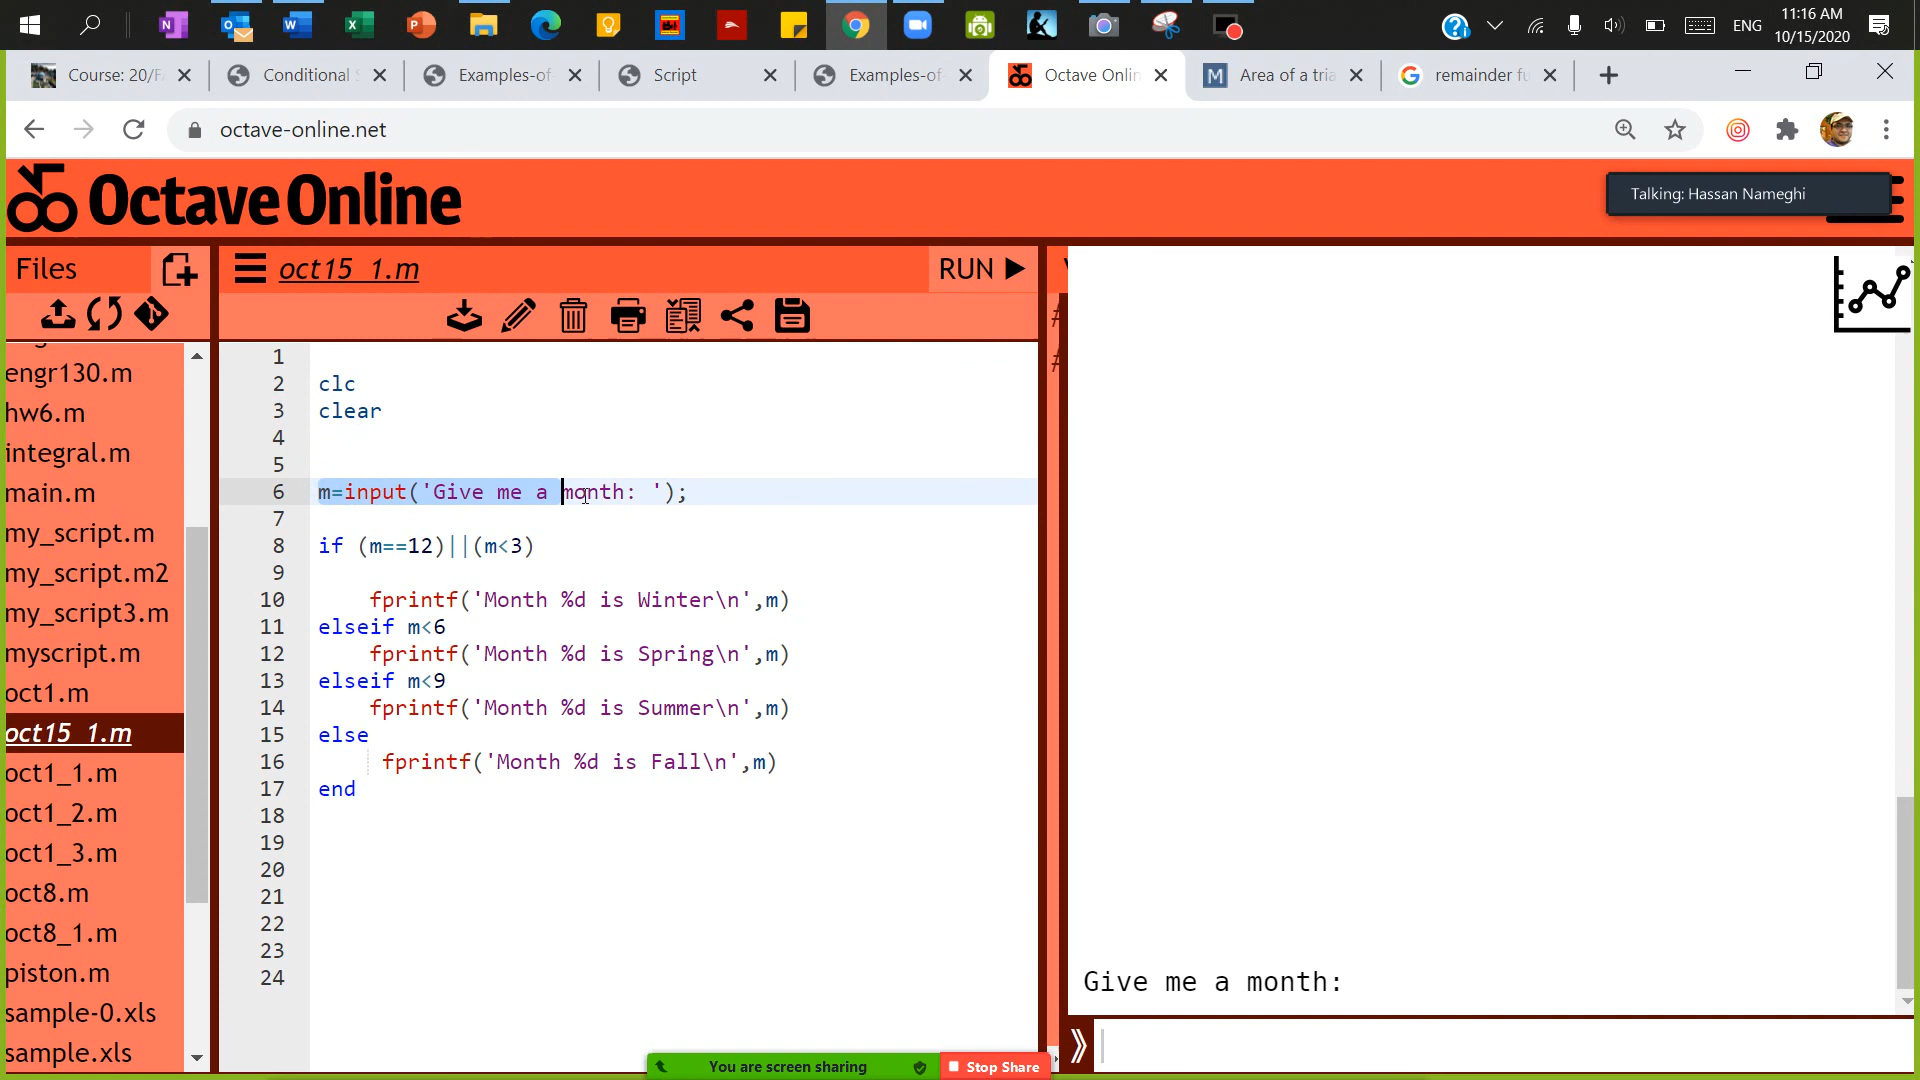 ENG
11:16 AM
10/15/2020
Course: 20/F
Conditional S
Examples-of-
Script
Examples-of-
Octave Onlin
Area of a tria
remainder fu
octave-online.net
Octave Online
Talking: Hassan Nameghi
Files
oct15_1.m
RUN
engr130.m
hw6.m
integral.m
main.m
my_script.m
my_script.m2
my_script3.m
myscript.m
oct1.m
oct15_1.m
oct1_1.m
oct1_2.m
oct1_3.m
oct8.m
oct8_1.m
piston.m
sample-0.xls
sample.xls
1
2 clc
3 clear
4
5
6 m=input('Give me a month: ');
7
8 if (m==12)||(m<3)
9
10 fprintf('Month %d is Winter\n',m)
11 elseif m<6
12 fprintf('Month %d is Spring\n',m)
13 elseif m<9
14 fprintf('Month %d is Summer\n',m)
15 else
16 fprintf('Month %d is Fall\n',m)
17 end
18
19
20
21
22
23
24
Give me a month:
You are screen sharing
Stop Share